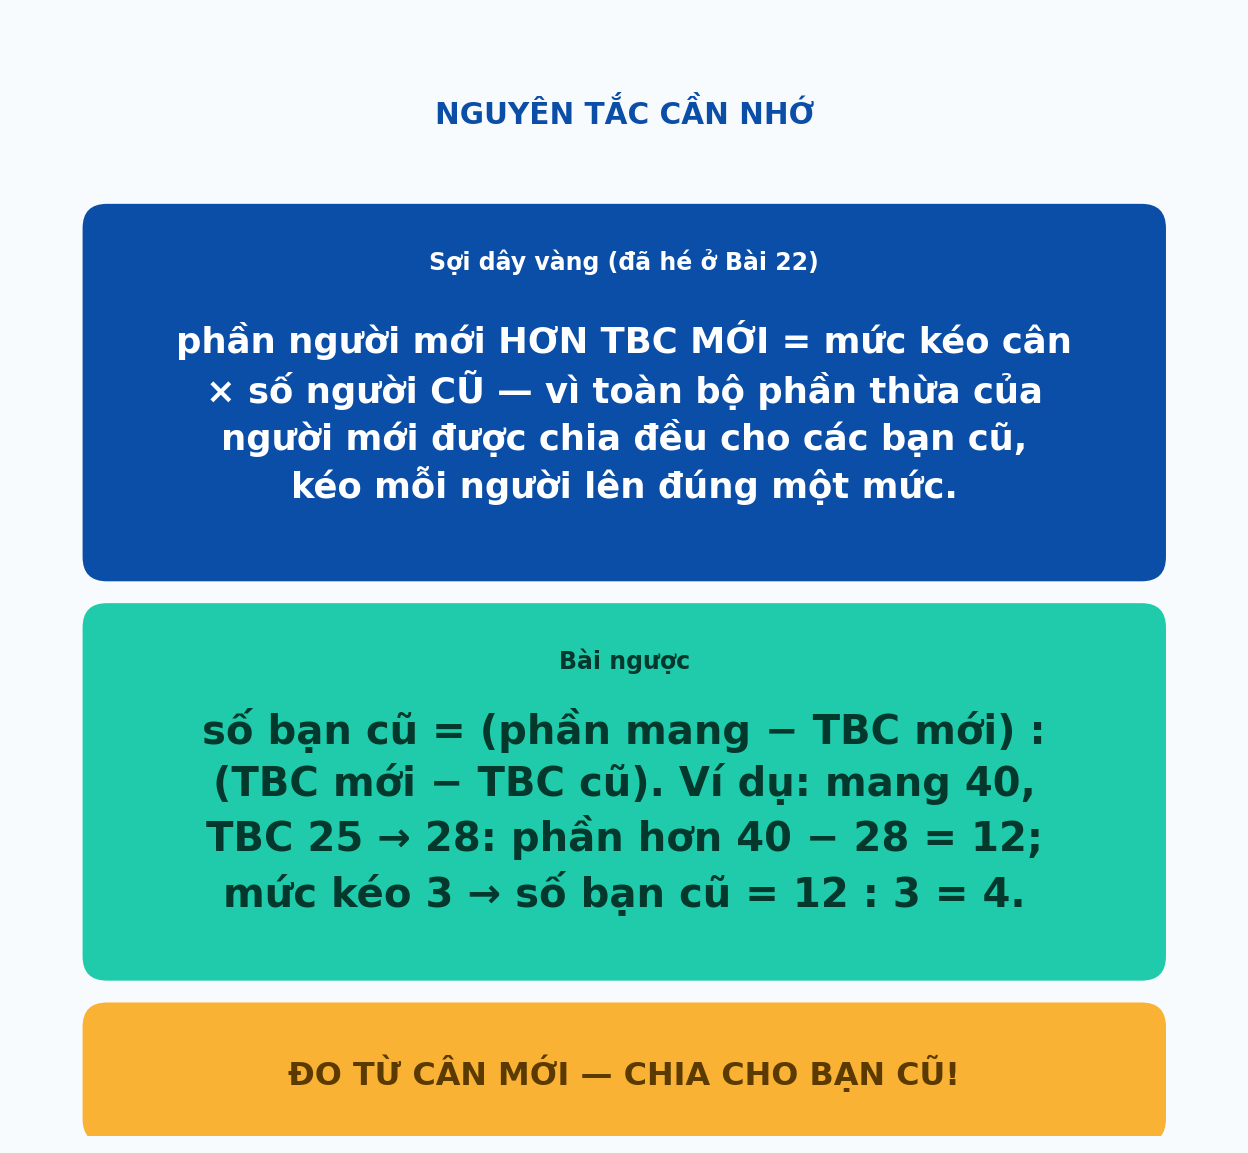 NGUYÊN TẮC CẦN NHỚ
Sợi dây vàng (đã hé ở Bài 22)
phần người mới HƠN TBC MỚI = mức kéo cân
× số người CŨ — vì toàn bộ phần thừa của
người mới được chia đều cho các bạn cũ,
kéo mỗi người lên đúng một mức.
Bài ngược
số bạn cũ = (phần mang − TBC mới) :
(TBC mới − TBC cũ). Ví dụ: mang 40,
TBC 25 → 28: phần hơn 40 − 28 = 12;
mức kéo 3 → số bạn cũ = 12 : 3 = 4.
ĐO TỪ CÂN MỚI — CHIA CHO BẠN CŨ!